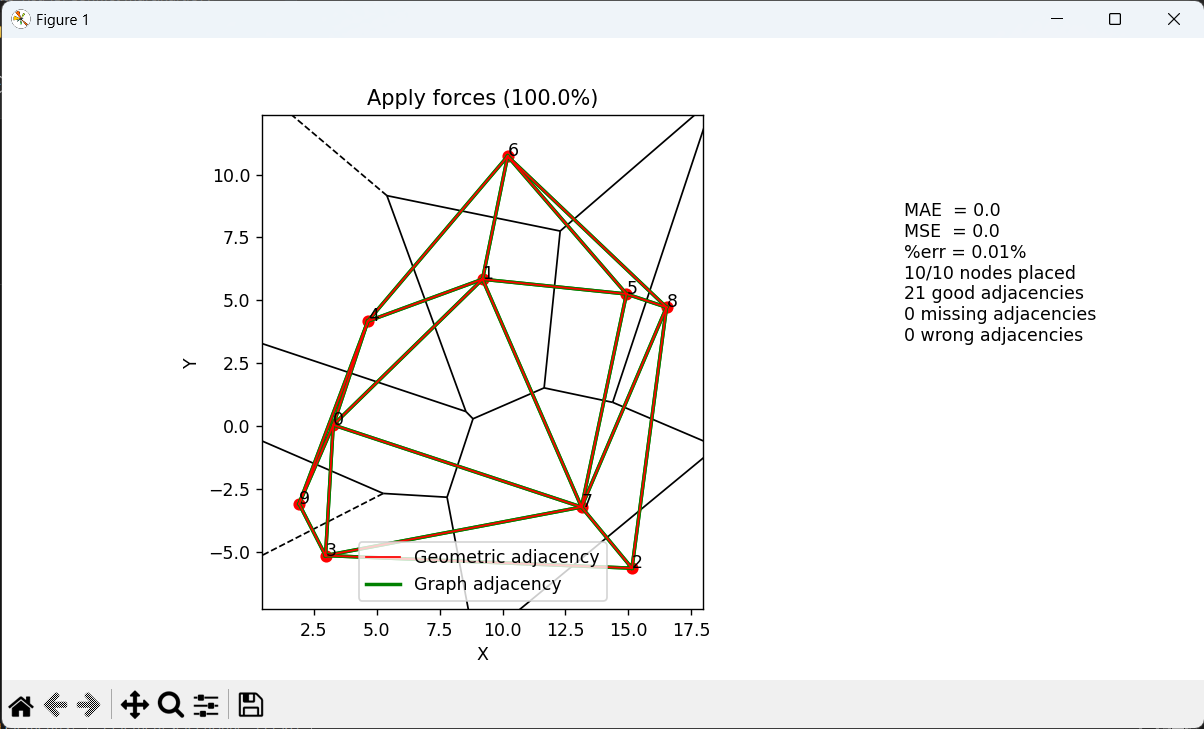 Figure 1
Apply forces (100.0%)
10.0
7.5
5.0
2.5
0.0
−2.5
−5.0
Y
6
1
5
8
4
0
9
7
3
2
Geometric adjacency
Graph adjacency
2.5 5.0 7.5 10.0 12.5 15.0 17.5
X
MAE = 0.0
MSE = 0.0
%err = 0.01%
10/10 nodes placed
21 good adjacencies
0 missing adjacencies
0 wrong adjacencies